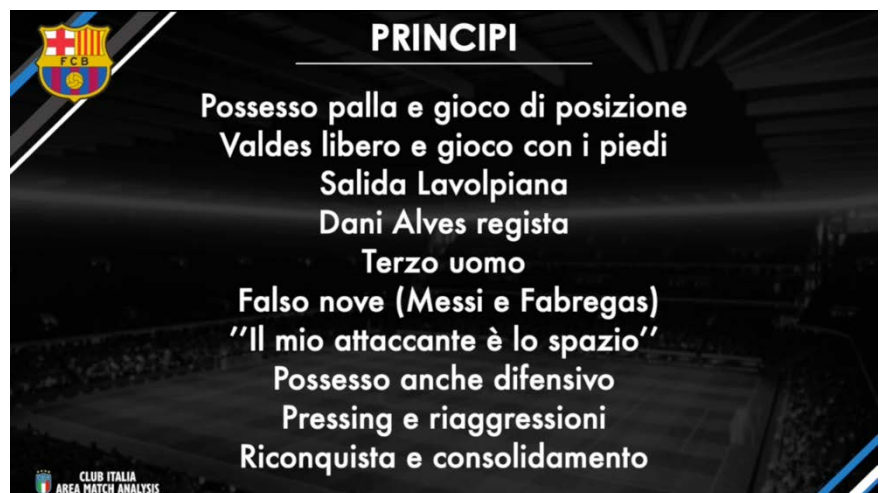 PRINCIPI
FCB
Possesso palla e gioco di posizione
Valdes libero e gioco con i piedi
Salida Lavolpiana
Dani Alves regista
Terzo uomo
Falso nove (Messi e Fabregas)
’’Il mio attaccante è lo spazio’’
Possesso anche difensivo
Pressing e riaggressioni
Riconquista e consolidamento
CLUB ITALIA
AREA MATCH ANALYSIS